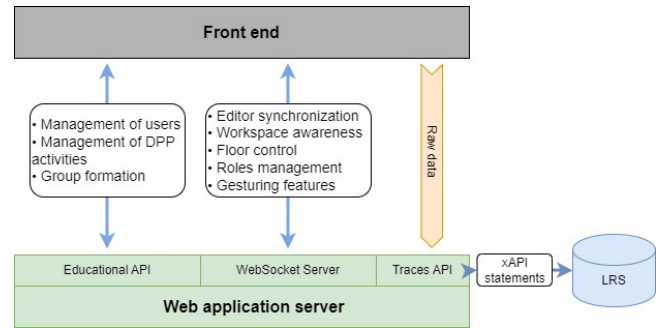 Front end
• Management of users
• Management of DPP
activities
• Group formation
• Editor synchronization
• Workspace awareness
• Floor control
• Roles management
• Gesturing features
Raw data
Educational API
WebSocket Server
Traces API
xAPI
statements
LRS
Web application server